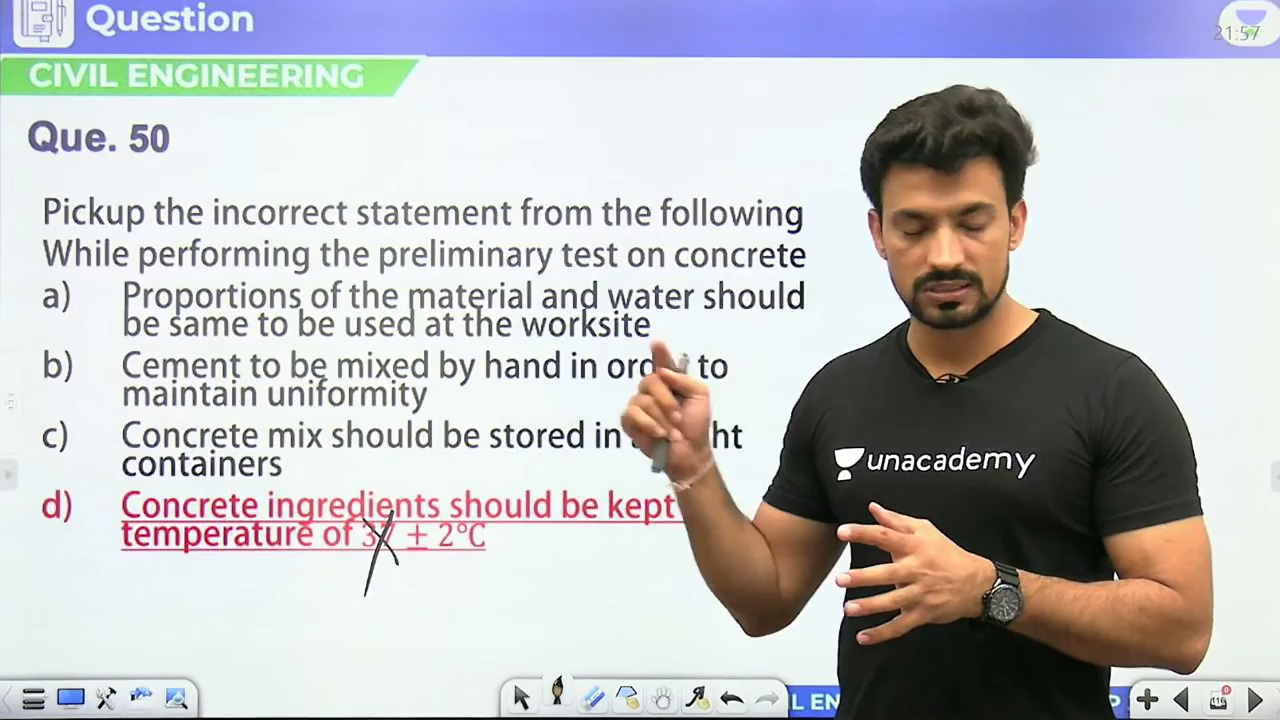 Question
21:57
CIVIL ENGINEERING
Que. 50
Pickup the incorrect statement from the following
While performing the preliminary test on concrete
a) Proportions of the material and water should
be same to be used at the worksite
b) Cement to be mixed by hand in to
maintain uniformity
c) Concrete mix should be stored in
containers
d) Concrete ingredients should be kept
temperature of 37 ± 2°C
unacademy